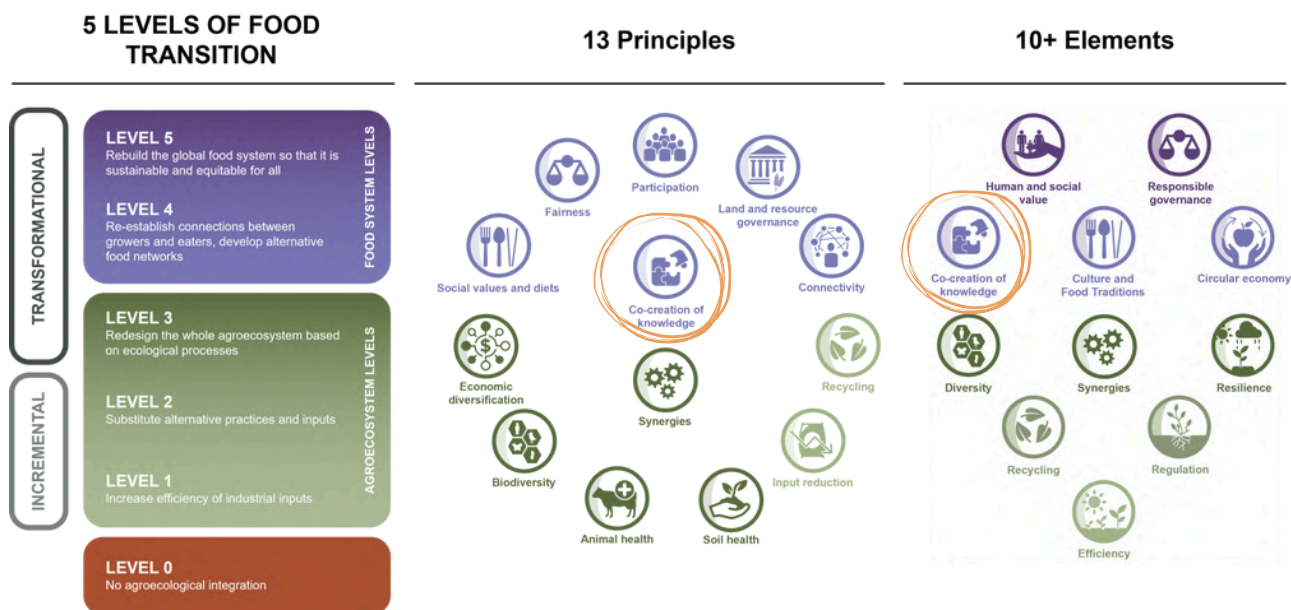 5 LEVELS OF FOOD
TRANSITION
TRANSFORMATIONAL
INCREMENTAL
LEVEL 5
Rebuild the global food system so that it is
sustainable and equitable for all
LEVEL 4
Re-establish connections between
growers and eaters, develop alternative
food networks
FOOD SYSTEM LEVELS
LEVEL 3
Redesign the whole agroecosystem based
on ecological processes
LEVEL 2
Substitute alternative practices and inputs
LEVEL 1
Increase efficiency of industrial inputs
AGROECOSYSTEM LEVELS
LEVEL 0
No agroecological integration
13 Principles
Participation
Fairness
Land and resource
governance
Social values and diets
Co-creation of
knowledge
Connectivity
$
Economic
diversification
Synergies
Recycling
Biodiversity
Input reduction
Animal health
Soil health
10+ Elements
Human and social
value
Responsible
governance
Co-creation of
knowledge
Culture and
Food Traditions
Circular economy
Diversity
Synergies
Resilience
Recycling
Regulation
Efficiency